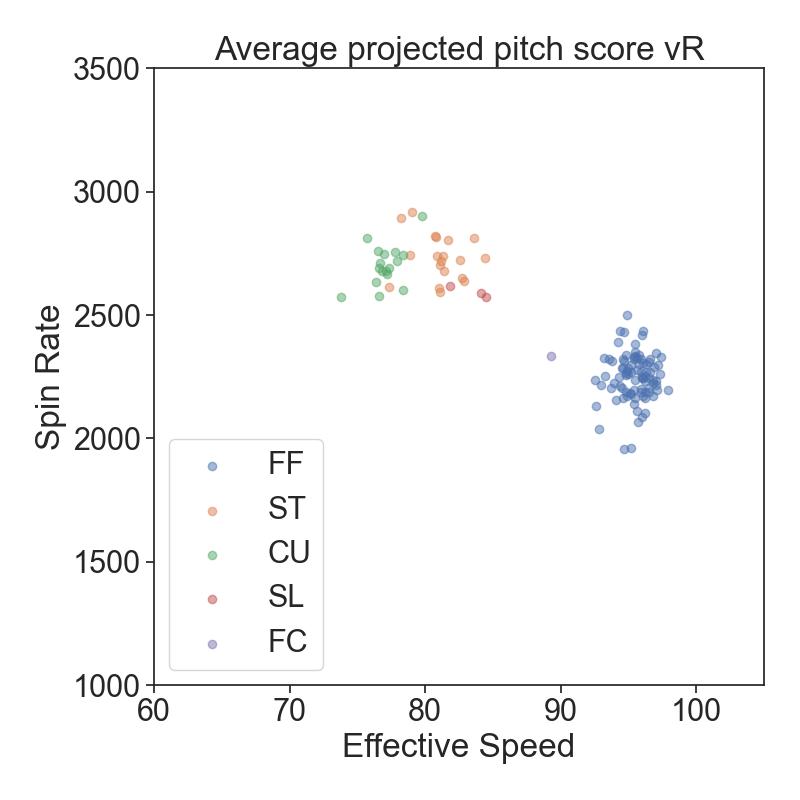 Average projected pitch score vR
3500
3000
2500
2000
1500
1000
Spin Rate
FF
ST
CU
SL
FC
60 70 80 90 100
Effective Speed